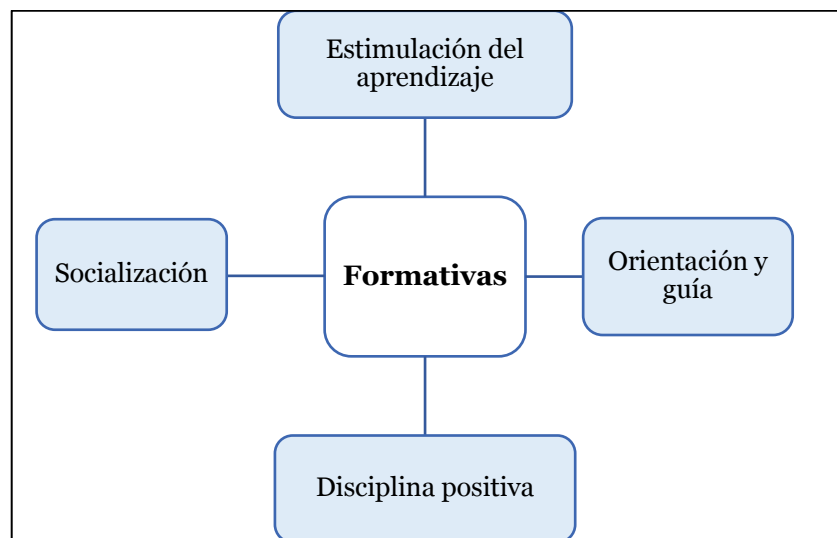 Estimulación del
aprendizaje
Socialización
Formativas
Orientación y
guía
Disciplina positiva